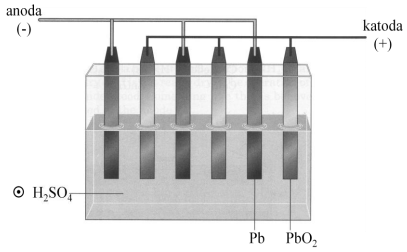 anoda
(-)
katoda
(+)
⊙ H₂SO₄
Pb
PbO₂